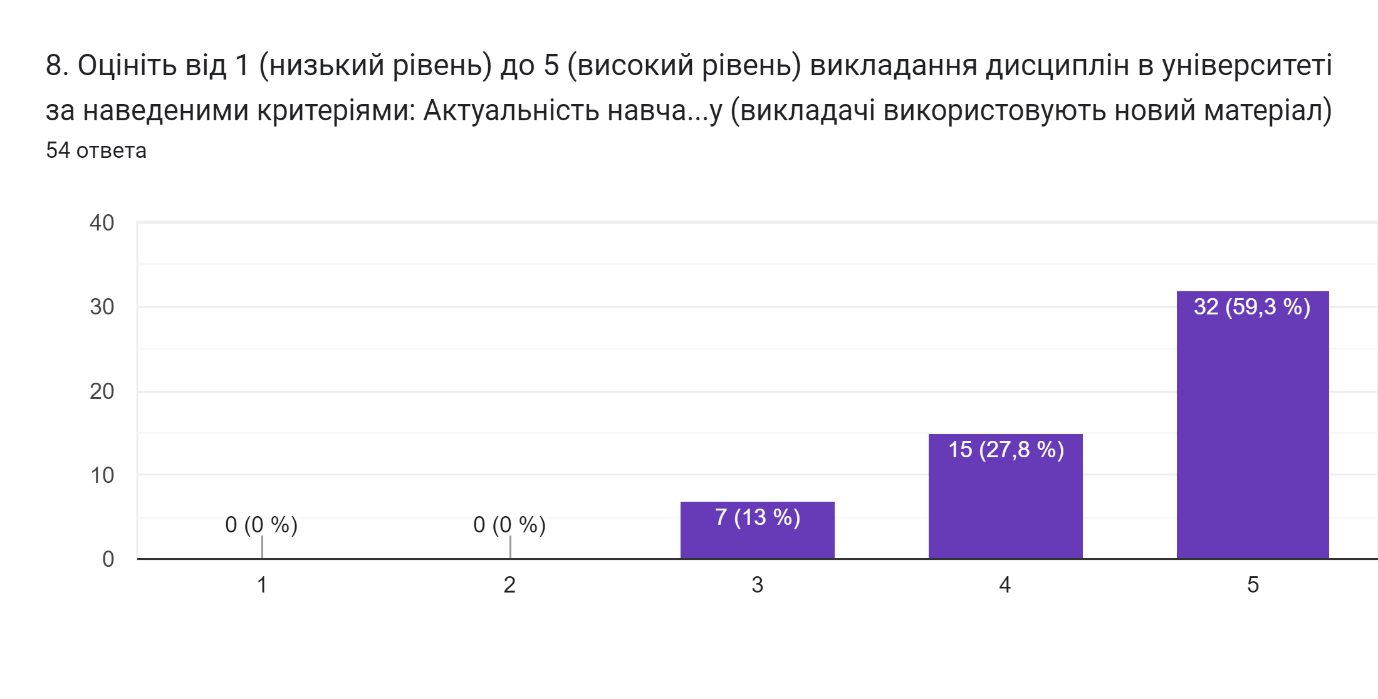 8. Оцініть від 1 (низький рівень) до 5 (високий рівень) викладання дисциплін в університеті
за наведеними критеріями: Актуальність навча...у (викладачі використовують новий матеріал)
54 ответа
40
30
20
10
0
0 (0 %)
0 (0 %)
7 (13 %)
15 (27,8 %)
32 (59,3 %)
1
2
3
4
5